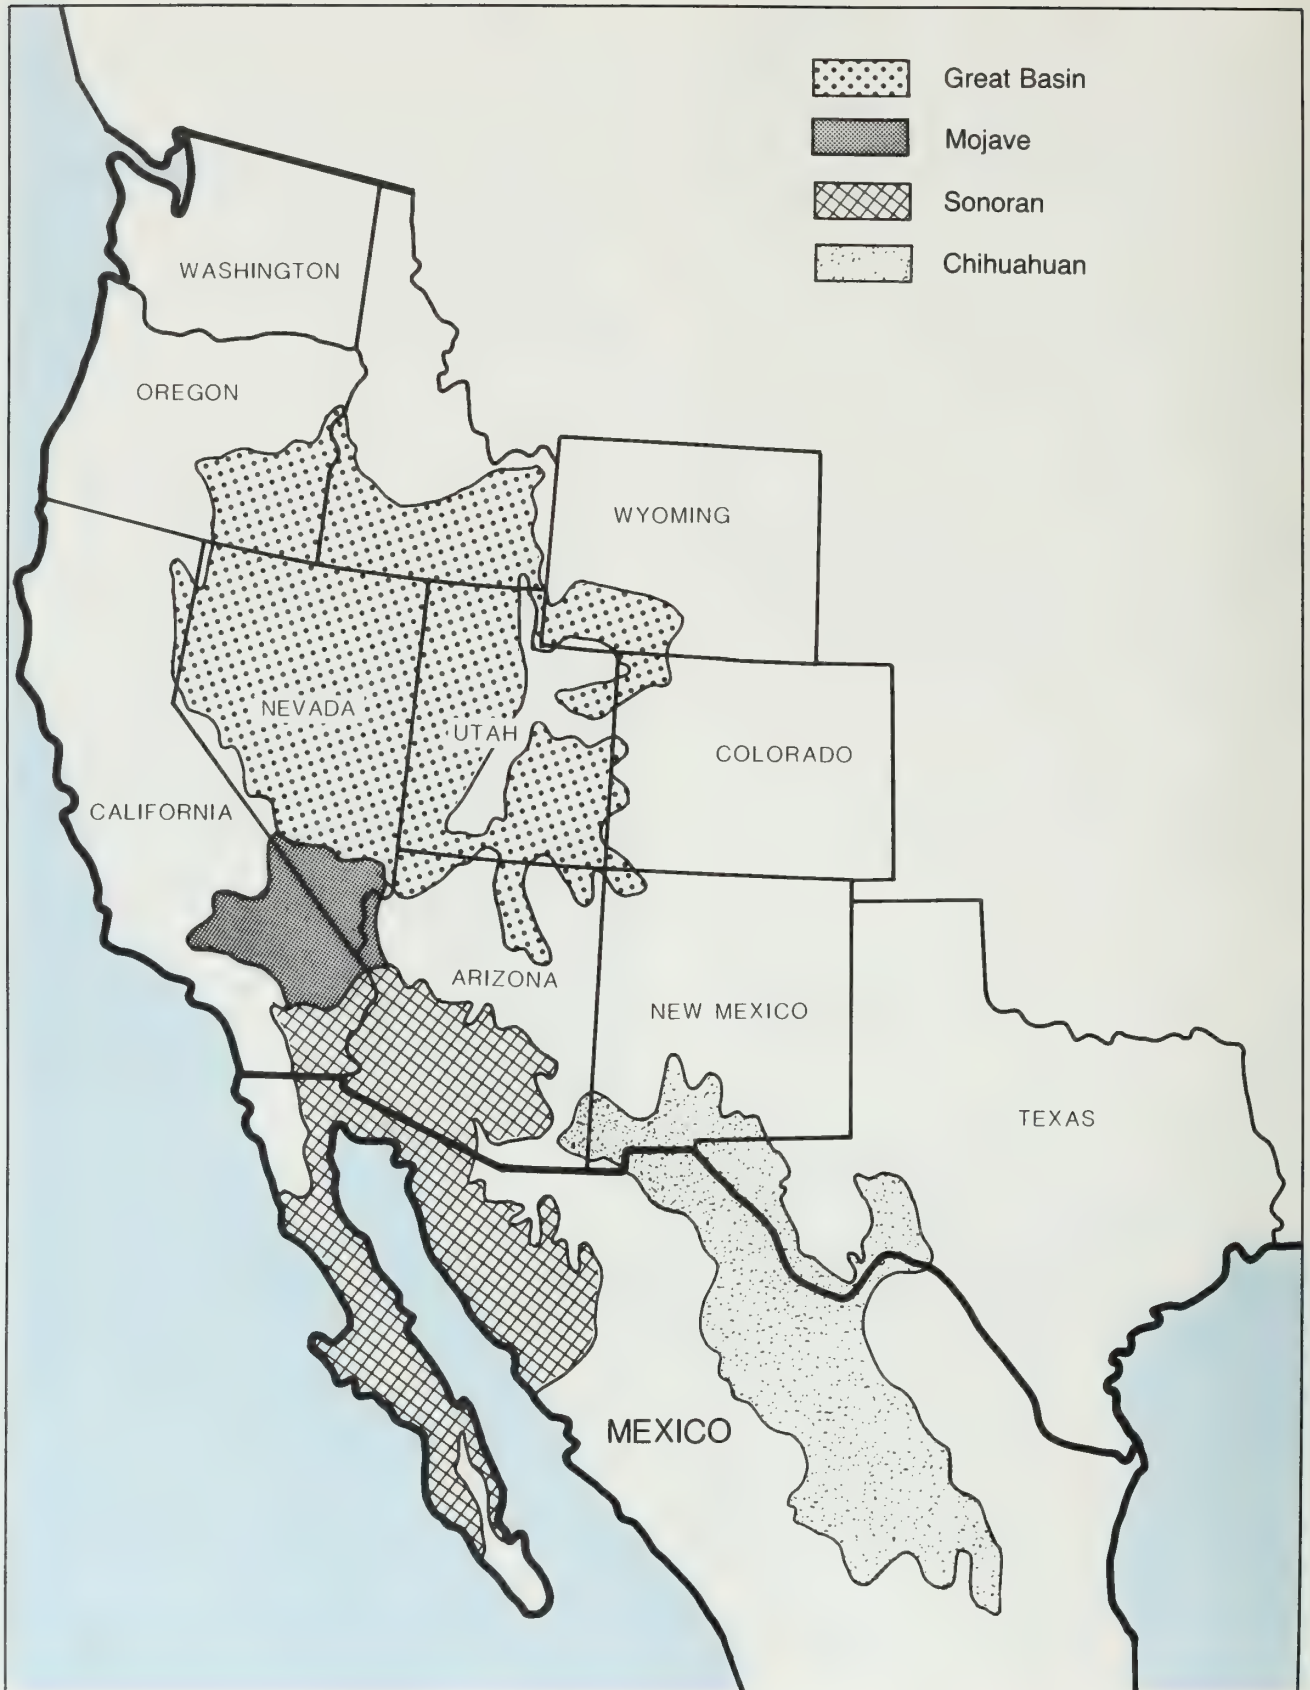 Great Basin
Mojave
Sonoran
Chihuahuan
WASHINGTON
OREGON
WYOMING
NEVADA
UTAH
COLORADO
CALIFORNIA
ARIZONA
NEW MEXICO
TEXAS
MEXICO